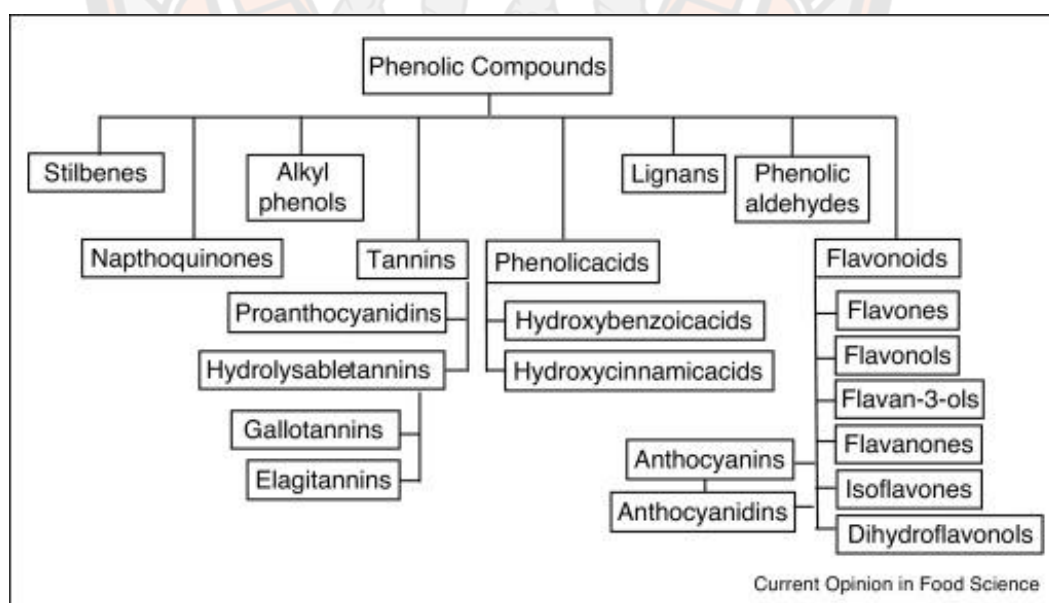 Phenolic Compounds
Stilbenes
Alkyl
phenols
Lignans
Phenolic
aldehydes
Napthoquinones
Tannins
Phenolicacids
Flavonoids
Proanthocyanidins
Hydrolysabletannins
Gallotannins
Elagitannins
Hydroxybenzoicacids
Hydroxycinnamicacids
Flavones
Flavonols
Flavan-3-ols
Flavanones
Isoflavones
Dihydroflavonols
Anthocyanins
Anthocyanidins
Current Opinion in Food Science